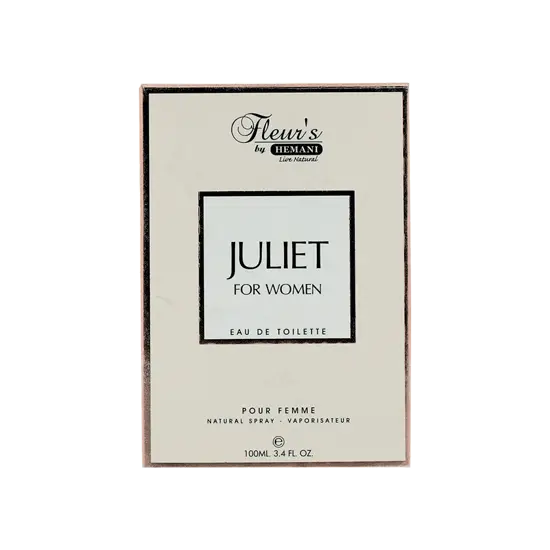 Fleur's
by HEMANI
Live Natural
JULIET
FOR WOMEN
EAU DE TOILETTE
POUR FEMME
NATURAL SPRAY - VAPORISATEUR
℮
100ML. 3.4 FL. OZ.